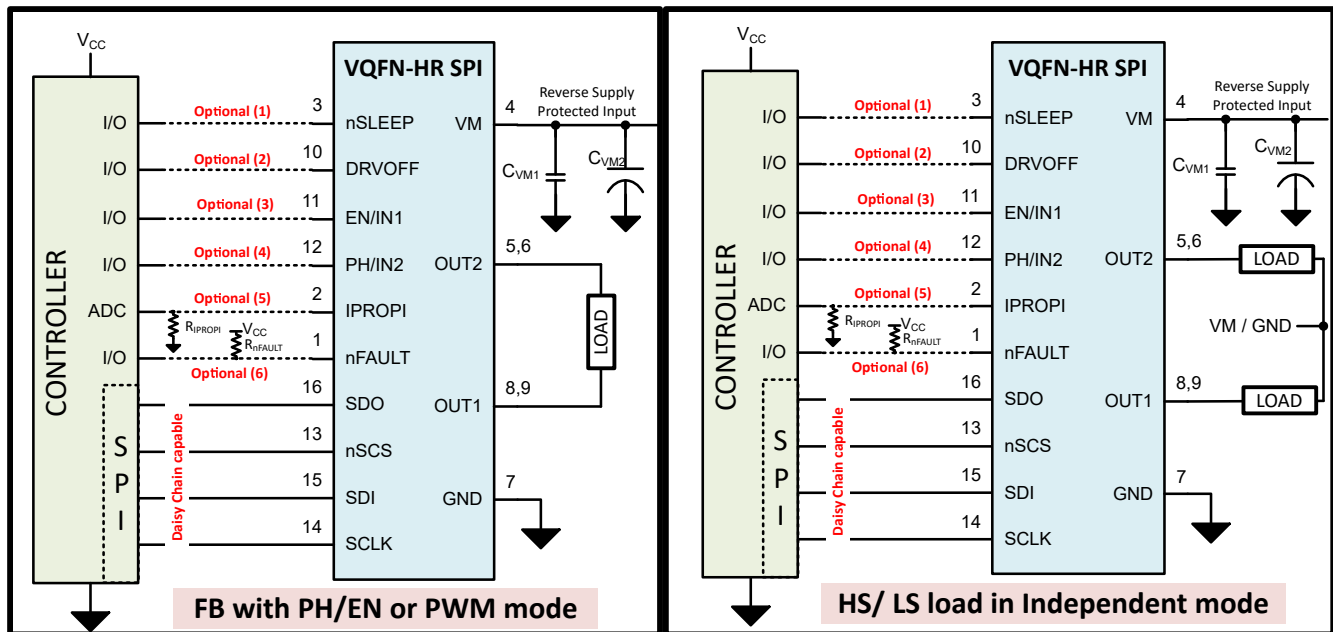 VCC
CONTROLLER
I/O
I/O
I/O
I/O
ADC
I/O
SPI
Optional (1)
Optional (2)
Optional (3)
Optional (4)
Optional (5)
RIPROPI
VCC
RnFAULT
Optional (6)
Daisy Chain capable
VQFN-HR SPI
3
nSLEEP
10
DRVOFF
11
EN/IN1
12
PH/IN2
2
IPROPI
1
nFAULT
16
SDO
13
nSCS
15
SDI
14
SCLK
VM
4
Reverse Supply
Protected Input
CVM1
CVM2
OUT2
5,6
LOAD
OUT1
8,9
GND
7
FB with PH/EN or PWM mode
VCC
CONTROLLER
I/O
I/O
I/O
I/O
ADC
I/O
SPI
Optional (1)
Optional (2)
Optional (3)
Optional (4)
Optional (5)
RIPROPI
VCC
RnFAULT
Optional (6)
Daisy Chain capable
VQFN-HR SPI
3
nSLEEP
10
DRVOFF
11
EN/IN1
12
PH/IN2
2
IPROPI
1
nFAULT
16
SDO
13
nSCS
15
SDI
14
SCLK
VM
4
Reverse Supply
Protected Input
CVM1
CVM2
OUT2
5,6
LOAD
VM / GND
OUT1
8,9
LOAD
GND
7
HS/ LS load in Independent mode